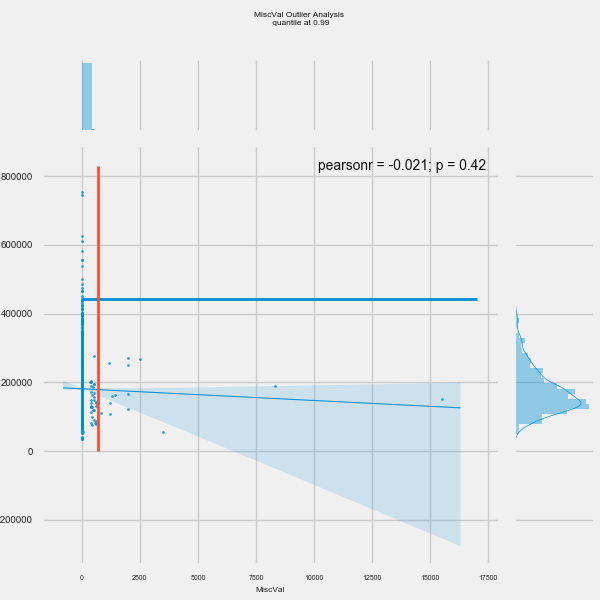 MiscVal Outlier Analysis
quantile at 0.99
pearsonr = -0.021; p = 0.42
800000
600000
400000
200000
0
200000
0 2500 5000 7500 10000 12500 15000 17500
MiscVal